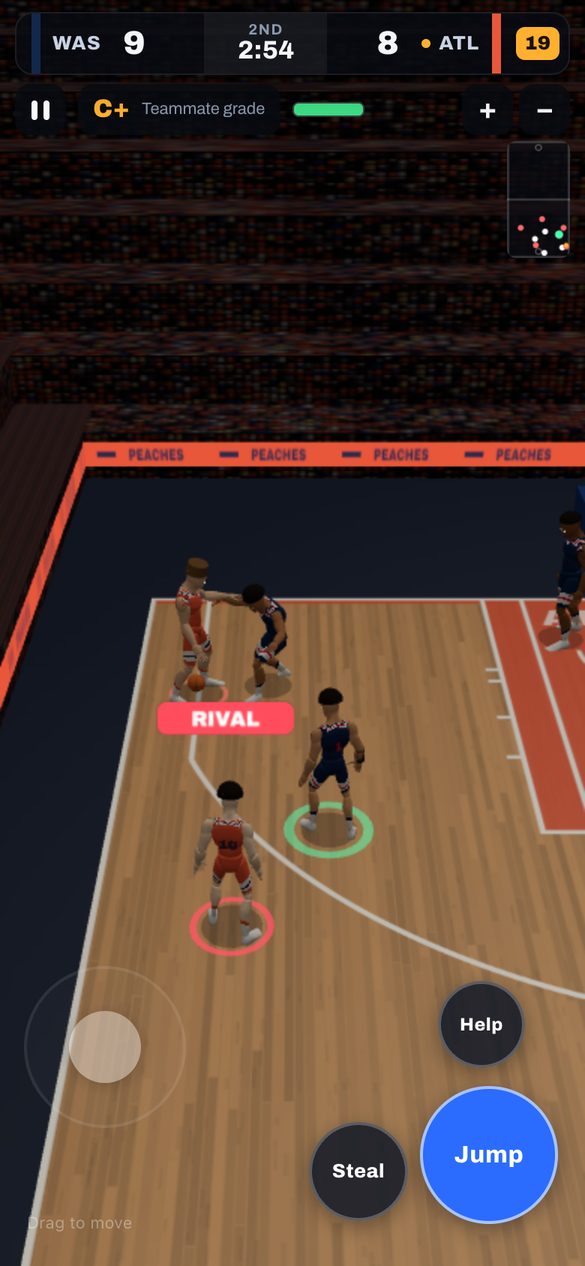 WAS 9
2ND
2:54
8 ATL
19
C+ Teammate grade
+ −
PEACHES PEACHES PEACHES PEACHES
RIVAL
Help
Jump
Steal
Drag to move